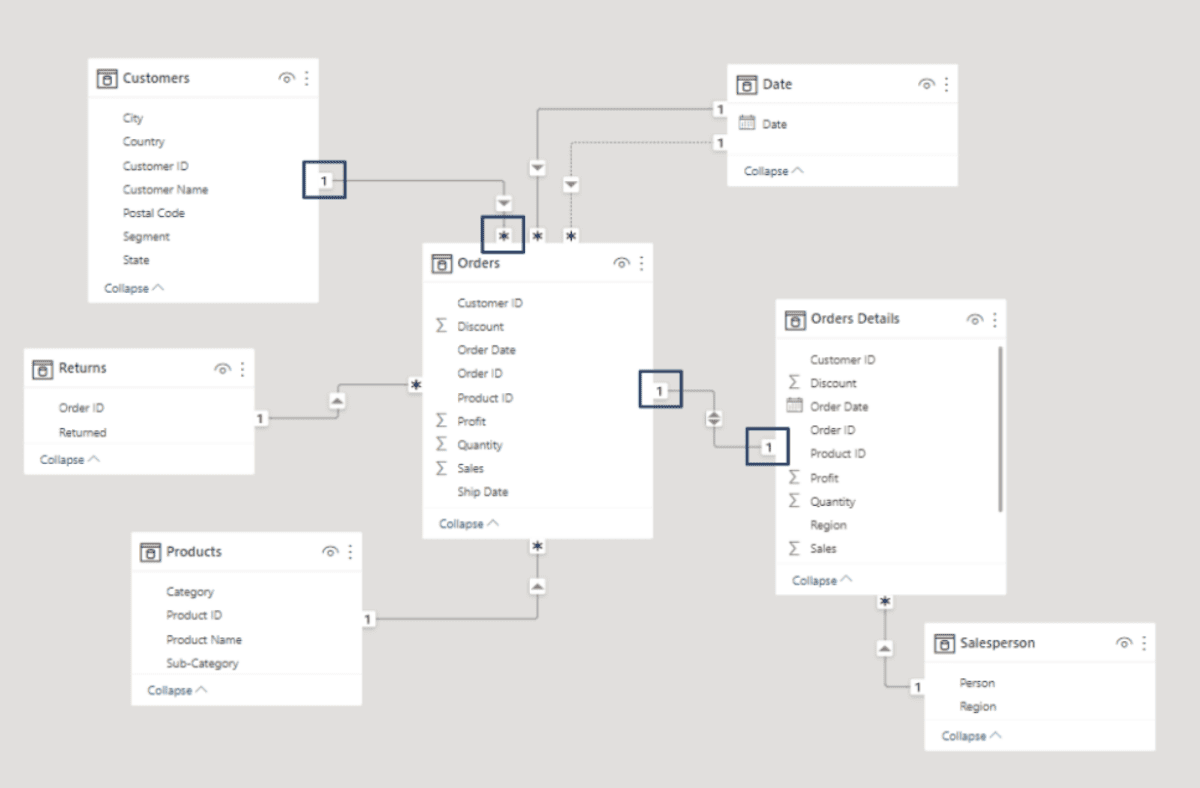 Customers
City
Country
Customer ID
Customer Name
Postal Code
Segment
State
Collapse
1
*
Date
Date
Collapse
1
1
*
*
Orders
Customer ID
Discount
Order Date
Order ID
Product ID
Profit
Quantity
Sales
Ship Date
Collapse
Returns
Order ID
Returned
Collapse
1
*
1
1
Orders Details
Customer ID
Discount
Order Date
Order ID
Product ID
Profit
Quantity
Region
Sales
Collapse
Products
Category
Product ID
Product Name
Sub-Category
Collapse
1
*
*
1
Salesperson
Person
Region
Collapse